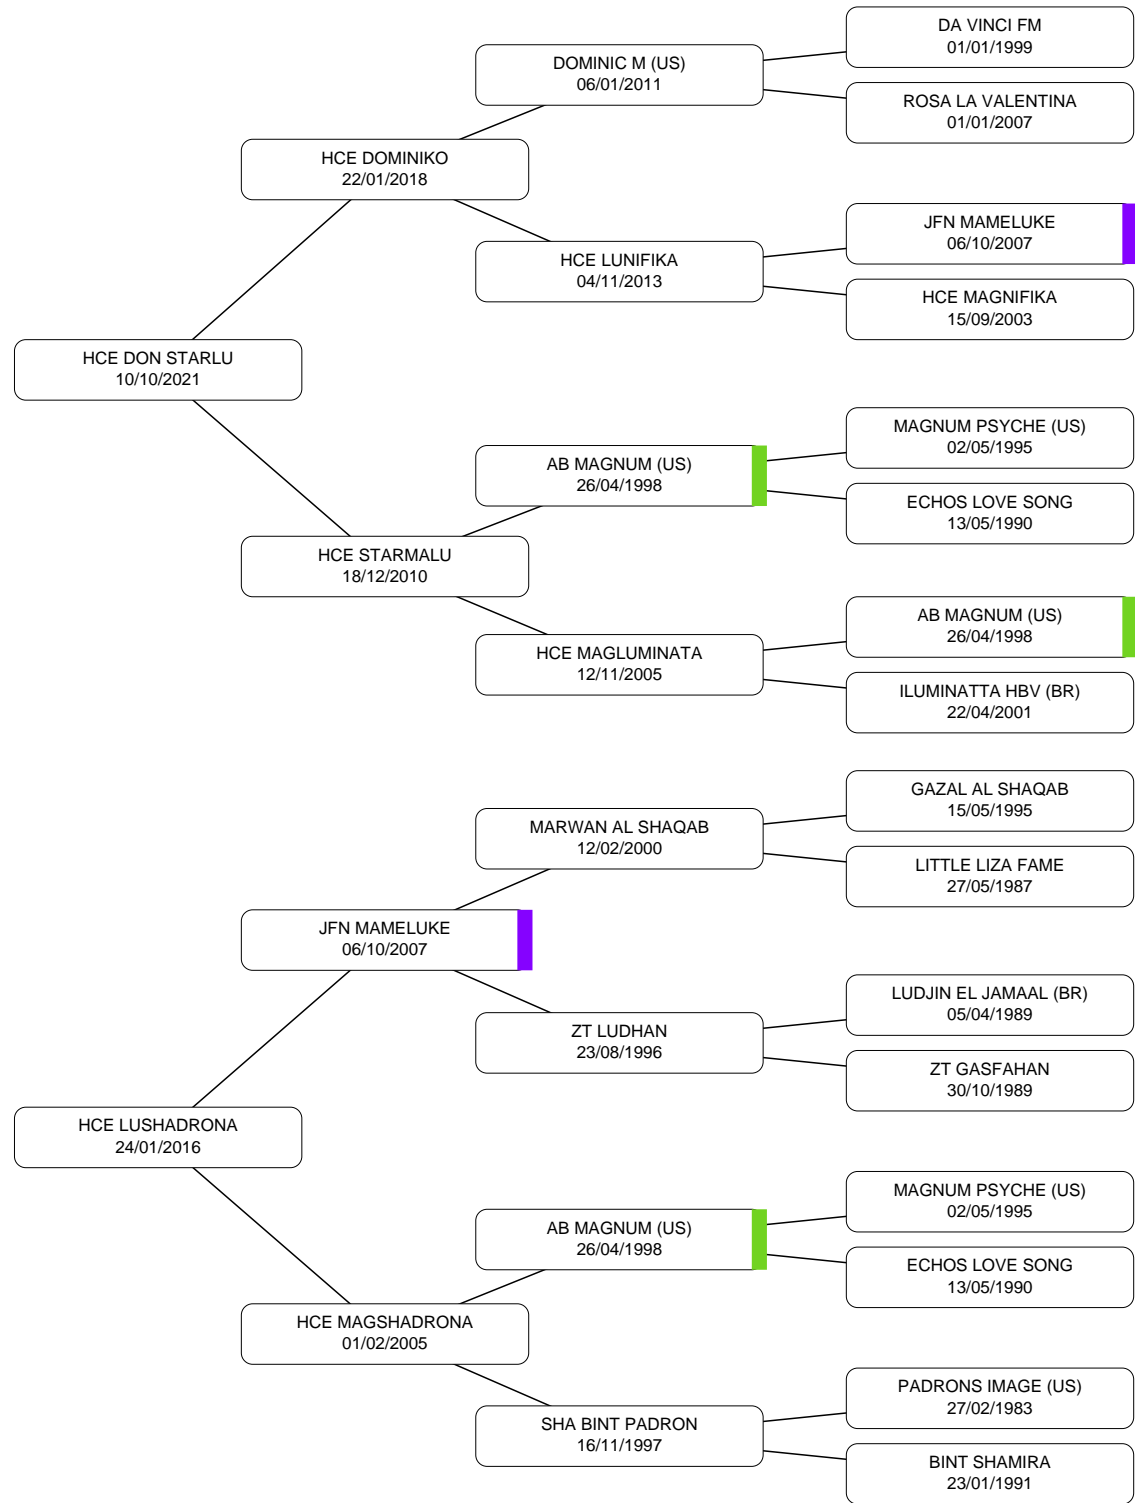 DA VINCI FM
01/01/1999
DOMINIC M (US)
06/01/2011
ROSA LA VALENTINA
01/01/2007
HCE DOMINIKO
22/01/2018
JFN MAMELUKE
06/10/2007
HCE LUNIFIKA
04/11/2013
HCE MAGNIFIKA
15/09/2003
HCE DON STARLU
10/10/2021
MAGNUM PSYCHE (US)
02/05/1995
AB MAGNUM (US)
26/04/1998
ECHOS LOVE SONG
13/05/1990
HCE STARMALU
18/12/2010
AB MAGNUM (US)
26/04/1998
HCE MAGLUMINATA
12/11/2005
ILUMINATTA HBV (BR)
22/04/2001
GAZAL AL SHAQAB
15/05/1995
MARWAN AL SHAQAB
12/02/2000
LITTLE LIZA FAME
27/05/1987
JFN MAMELUKE
06/10/2007
LUDJIN EL JAMAAL (BR)
05/04/1989
ZT LUDHAN
23/08/1996
ZT GASFAHAN
30/10/1989
HCE LUSHADRONA
24/01/2016
MAGNUM PSYCHE (US)
02/05/1995
AB MAGNUM (US)
26/04/1998
ECHOS LOVE SONG
13/05/1990
HCE MAGSHADRONA
01/02/2005
PADRONS IMAGE (US)
27/02/1983
SHA BINT PADRON
16/11/1997
BINT SHAMIRA
23/01/1991